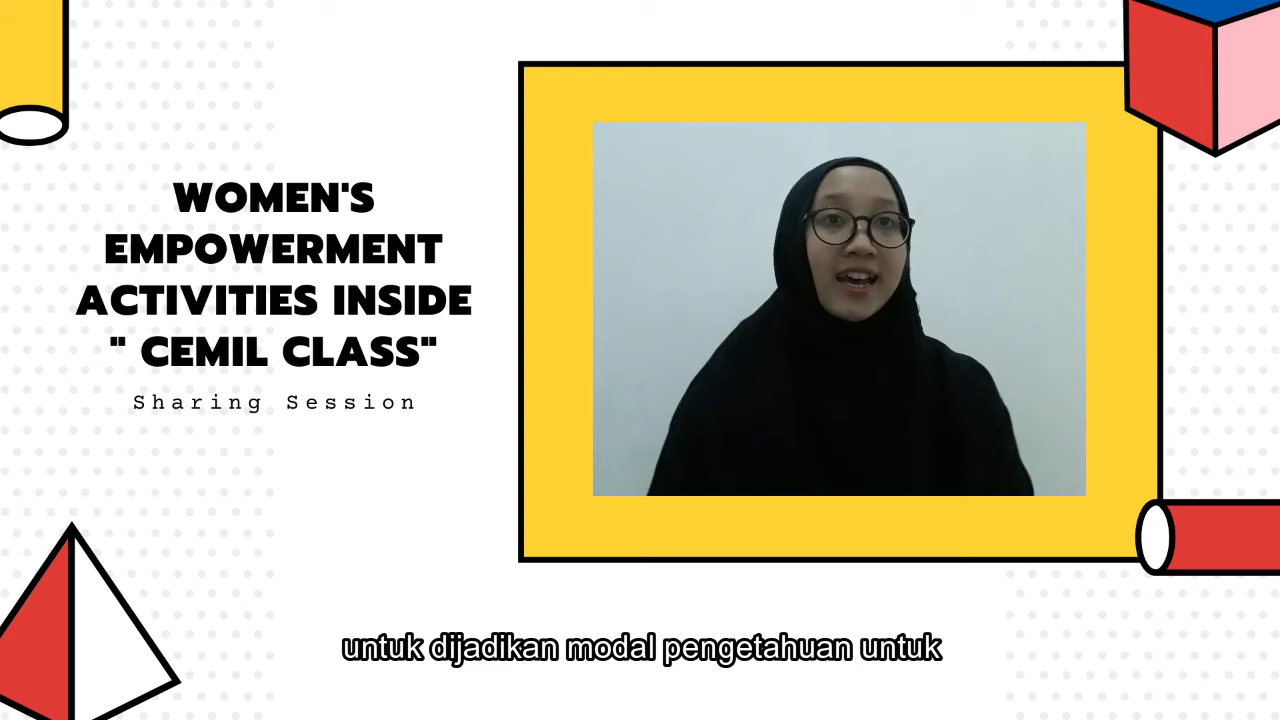 WOMEN'S
EMPOWERMENT
ACTIVITIES INSIDE
" CEMIL CLASS"
Sharing Session
untuk dijadikan modal pengetahuan untuk